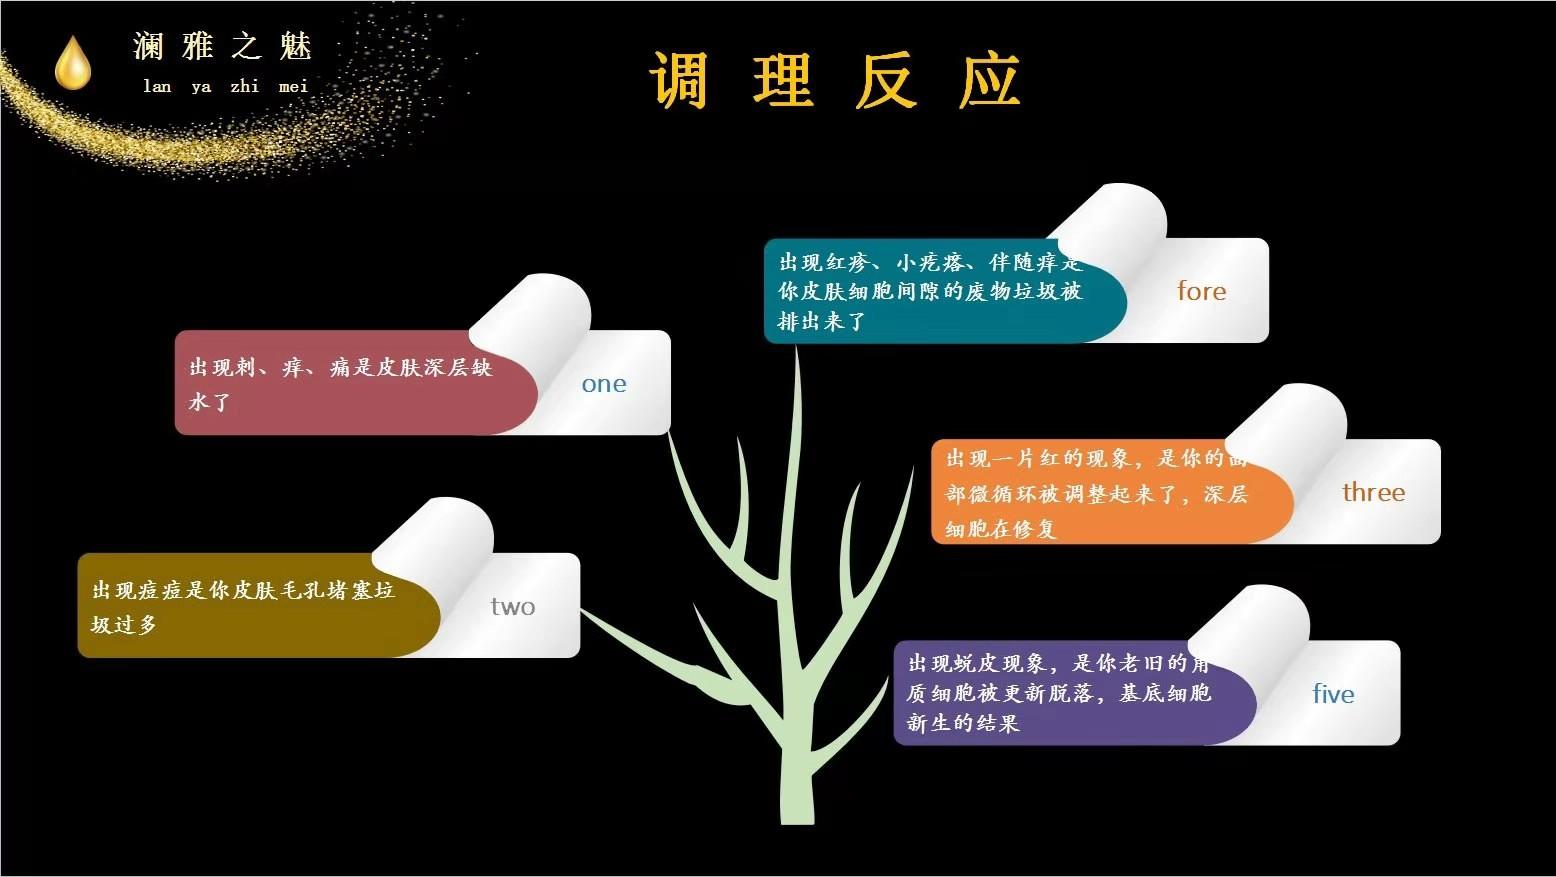 澜雅之魅
lan ya zhi mei
调理反应
出现刺、痒、痛是皮肤深层缺
水了
one
出现痘痘是你皮肤毛孔堵塞垃
圾过多
two
出现红疹、小疙瘩、伴随痒是
你皮肤细胞间隙的废物垃圾被
排出来了
fore
出现一片红的现象，是你的面
部微循环被调整起来了，深层
细胞在修复
three
出现蜕皮现象，是你老旧的角
质细胞被更新脱落，基底细胞
新生的结果
five